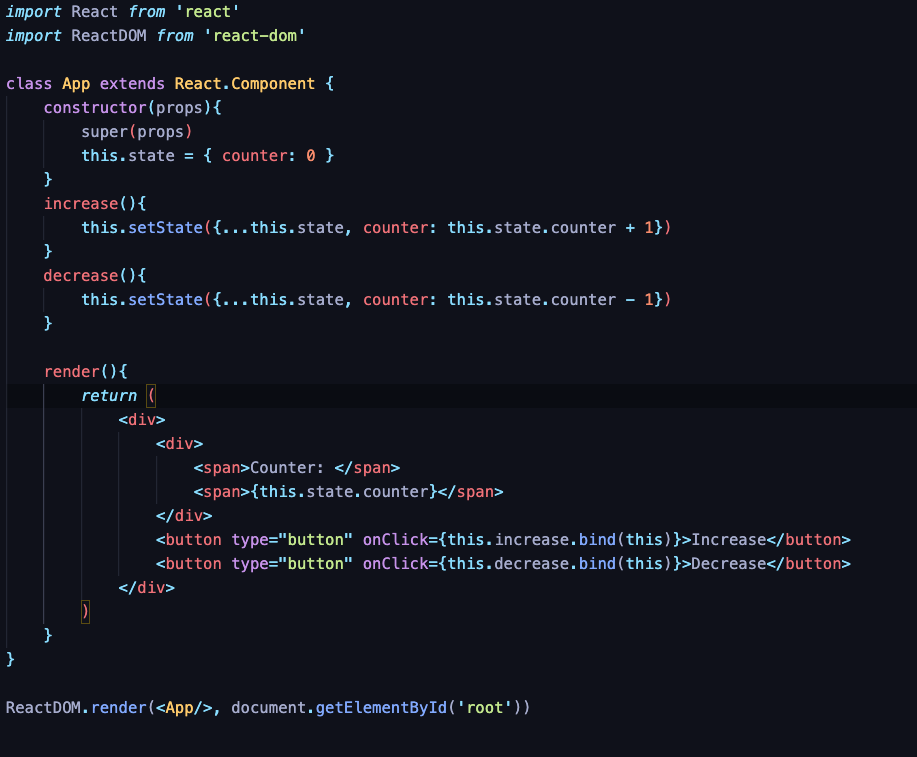 import React from 'react'
import ReactDOM from 'react-dom'

class App extends React.Component {
    constructor(props){
        super(props)
        this.state = { counter: 0 }
    }
    increase(){
        this.setState({...this.state, counter: this.state.counter + 1})
    }
    decrease(){
        this.setState({...this.state, counter: this.state.counter - 1})
    }

    render(){
        return (
            <div>
                <div>
                    <span>Counter: </span>
                    <span>{this.state.counter}</span>
                </div>
                <button type="button" onClick={this.increase.bind(this)}>Increase</button>
                <button type="button" onClick={this.decrease.bind(this)}>Decrease</button>
            </div>
        )
    }
}

ReactDOM.render(<App/>, document.getElementById('root'))